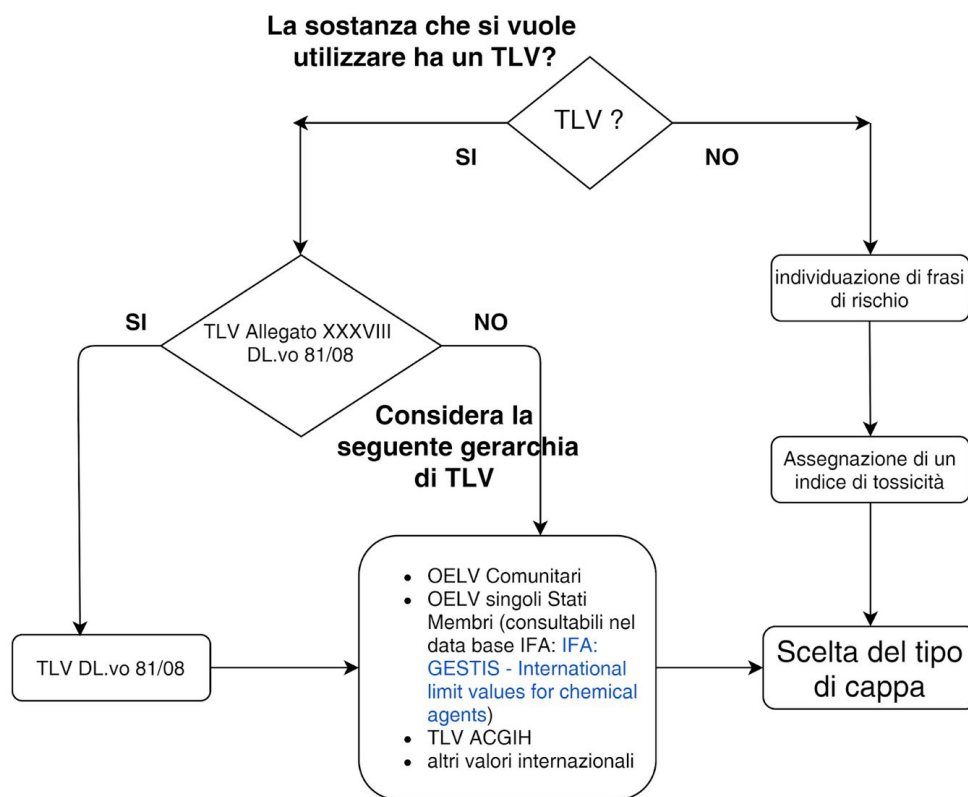 La sostanza che si vuole
utilizzare ha un TLV?
TLV ?
SI
NO
individuazione di frasi
di rischio
SI
TLV Allegato XXXVIII
DL.vo 81/08
NO
Considera la
seguente gerarchia
di TLV
Assegnazione di un
indice di tossicità
OELV Comunitari
OELV singoli Stati
Membri (consultabili nel
data base IFA: IFA:
GESTIS - International
limit values for chemical
agents)
TLV ACGIH
altri valori internazionali
TLV DL.vo 81/08
Scelta del tipo
di cappa